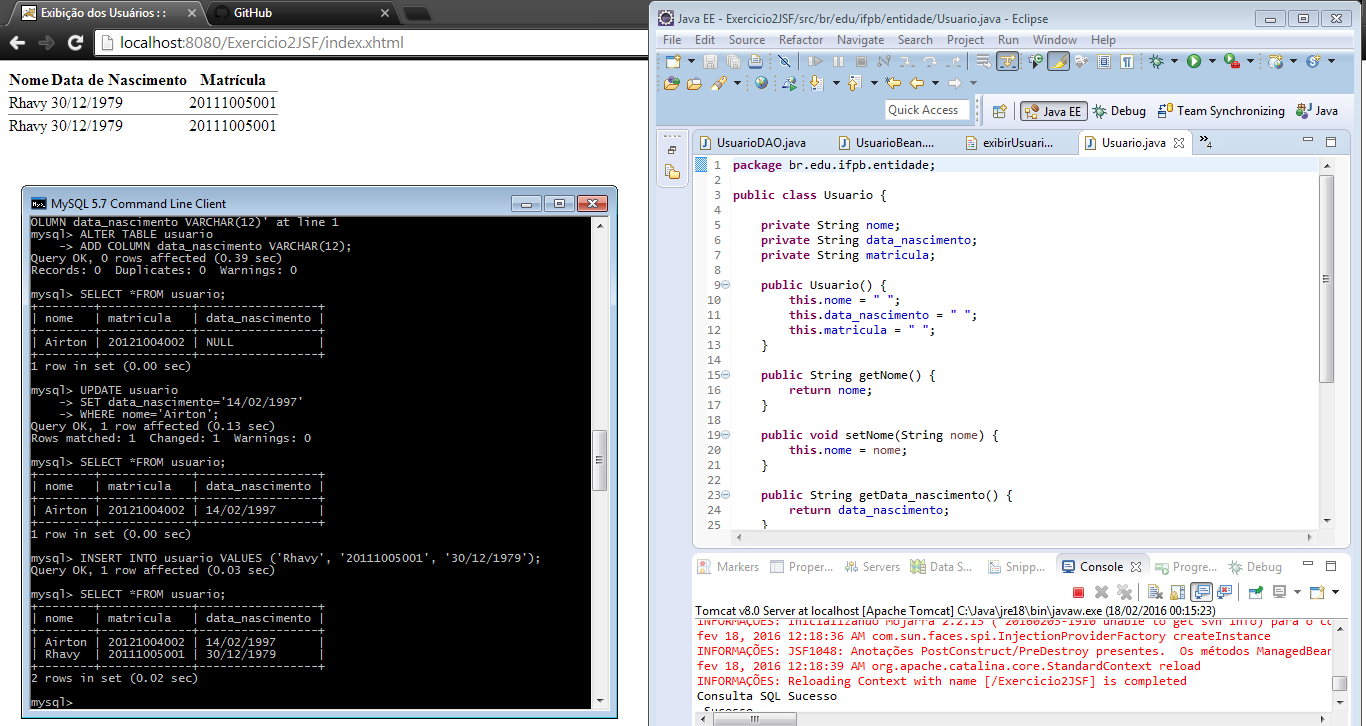 Exibição dos Usuários : :
GitHub
localhost:8080/Exercicio2JSF/index.xhtml
Nome Data de Nascimento Matrícula
Rhavy 30/12/1979 20111005001
Rhavy 30/12/1979 20111005001
MySQL 5.7 Command Line Client
OLUMN data_nascimento VARCHAR(12)' at line 1
mysql> ALTER TABLE usuario
-> ADD COLUMN data_nascimento VARCHAR(12);
Query OK, 0 rows affected (0.39 sec)
Records: 0 Duplicates: 0 Warnings: 0
mysql> SELECT *FROM usuario;
+--------+-------------+-----------------+
| nome | matricula | data_nascimento |
+--------+-------------+-----------------+
| Airton | 20121004002 | NULL |
+--------+-------------+-----------------+
1 row in set (0.00 sec)
mysql> UPDATE usuario
-> SET data_nascimento='14/02/1997'
-> WHERE nome='Airton';
Query OK, 1 row affected (0.13 sec)
Rows matched: 1 Changed: 1 Warnings: 0
mysql> SELECT *FROM usuario;
+--------+-------------+-----------------+
| nome | matricula | data_nascimento |
+--------+-------------+-----------------+
| Airton | 20121004002 | 14/02/1997 |
+--------+-------------+-----------------+
1 row in set (0.00 sec)
mysql> INSERT INTO usuario VALUES ('Rhavy', '20111005001', '30/12/1979');
Query OK, 1 row affected (0.03 sec)
mysql> SELECT *FROM usuario;
+--------+-------------+-----------------+
| nome | matricula | data_nascimento |
+--------+-------------+-----------------+
| Airton | 20121004002 | 14/02/1997 |
| Rhavy | 20111005001 | 30/12/1979 |
+--------+-------------+-----------------+
2 rows in set (0.02 sec)
mysql>
Java EE - Exercicio2JSF/src/br/edu/ifpb/entidade/Usuario.java - Eclipse
File Edit Source Refactor Navigate Search Project Run Window Help
Quick Access
Java EE Debug Team Synchronizing Java
UsuarioDAO.java UsuarioBean.... exibirUsuari... Usuario.java »4
1 package br.edu.ifpb.entidade;
2
3 public class Usuario {
4
5 private String nome;
6 private String data_nascimento;
7 private String matricula;
8
9 public Usuario() {
10 this.nome = " ";
11 this.data_nascimento = " ";
12 this.matricula = " ";
13 }
14
15 public String getNome() {
16 return nome;
17 }
18
19 public void setNome(String nome) {
20 this.nome = nome;
21 }
22
23 public String getData_nascimento() {
24 return data_nascimento;
25 }
Markers Proper... Servers Data S... Snipp... Console Progre... Debug
Tomcat v8.0 Server at localhost [Apache Tomcat] C:\Java\jre18\bin\javaw.exe (18/02/2016 00:15:23)
INFORMAÇÕES: Inicializando Mojarra 2.2.13 ( 20160203-1910 unable to get svn info) para o co
fev 18, 2016 12:18:36 AM com.sun.faces.spi.InjectionProviderFactory createInstance
INFORMAÇÕES: JSF1048: Anotações PostConstruct/PreDestroy presentes. Os métodos ManagedBean
fev 18, 2016 12:18:39 AM org.apache.catalina.core.StandardContext reload
INFORMAÇÕES: Reloading Context with name [/Exercicio2JSF] is completed
Consulta SQL Sucesso
Sucesso